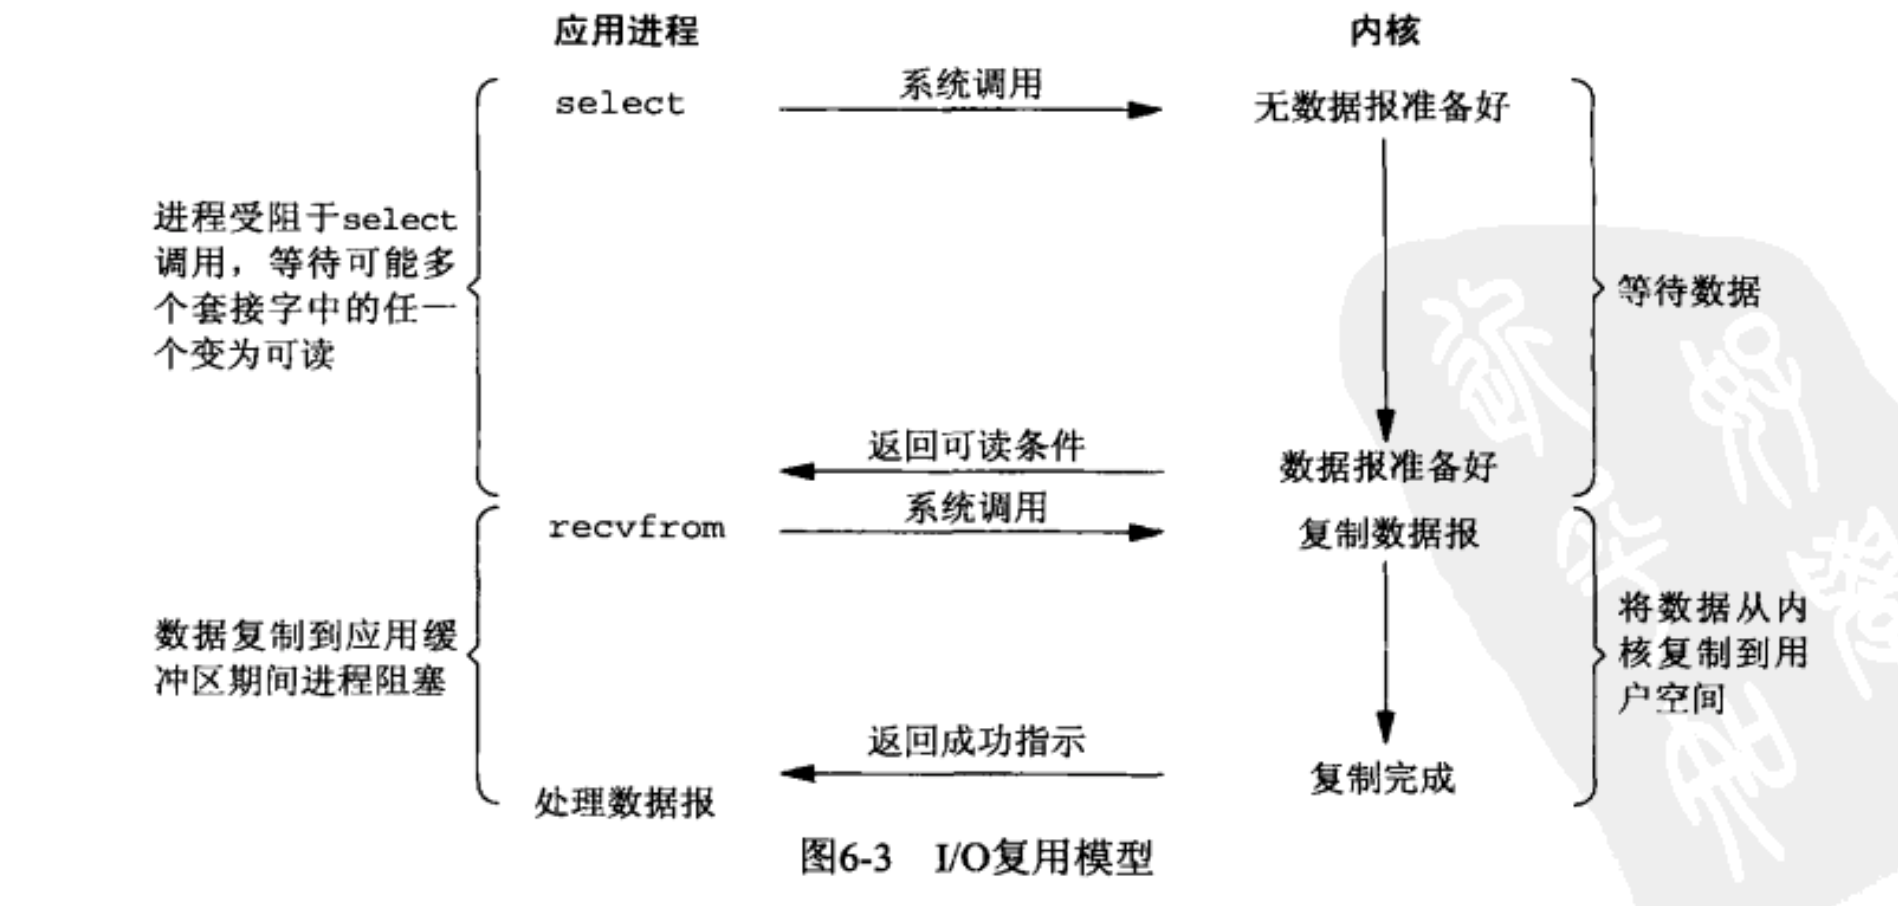 应用进程
内核
select
系统调用
无数据报准备好
进程受阻于select
调用，等待可能多
个套接字中的任一
个变为可读
等待数据
返回可读条件
数据报准备好
recvfrom
系统调用
复制数据报
数据复制到应用缓
冲区期间进程阻塞
将数据从内
核复制到用
户空间
返回成功指示
复制完成
处理数据报
图6-3 I/O复用模型